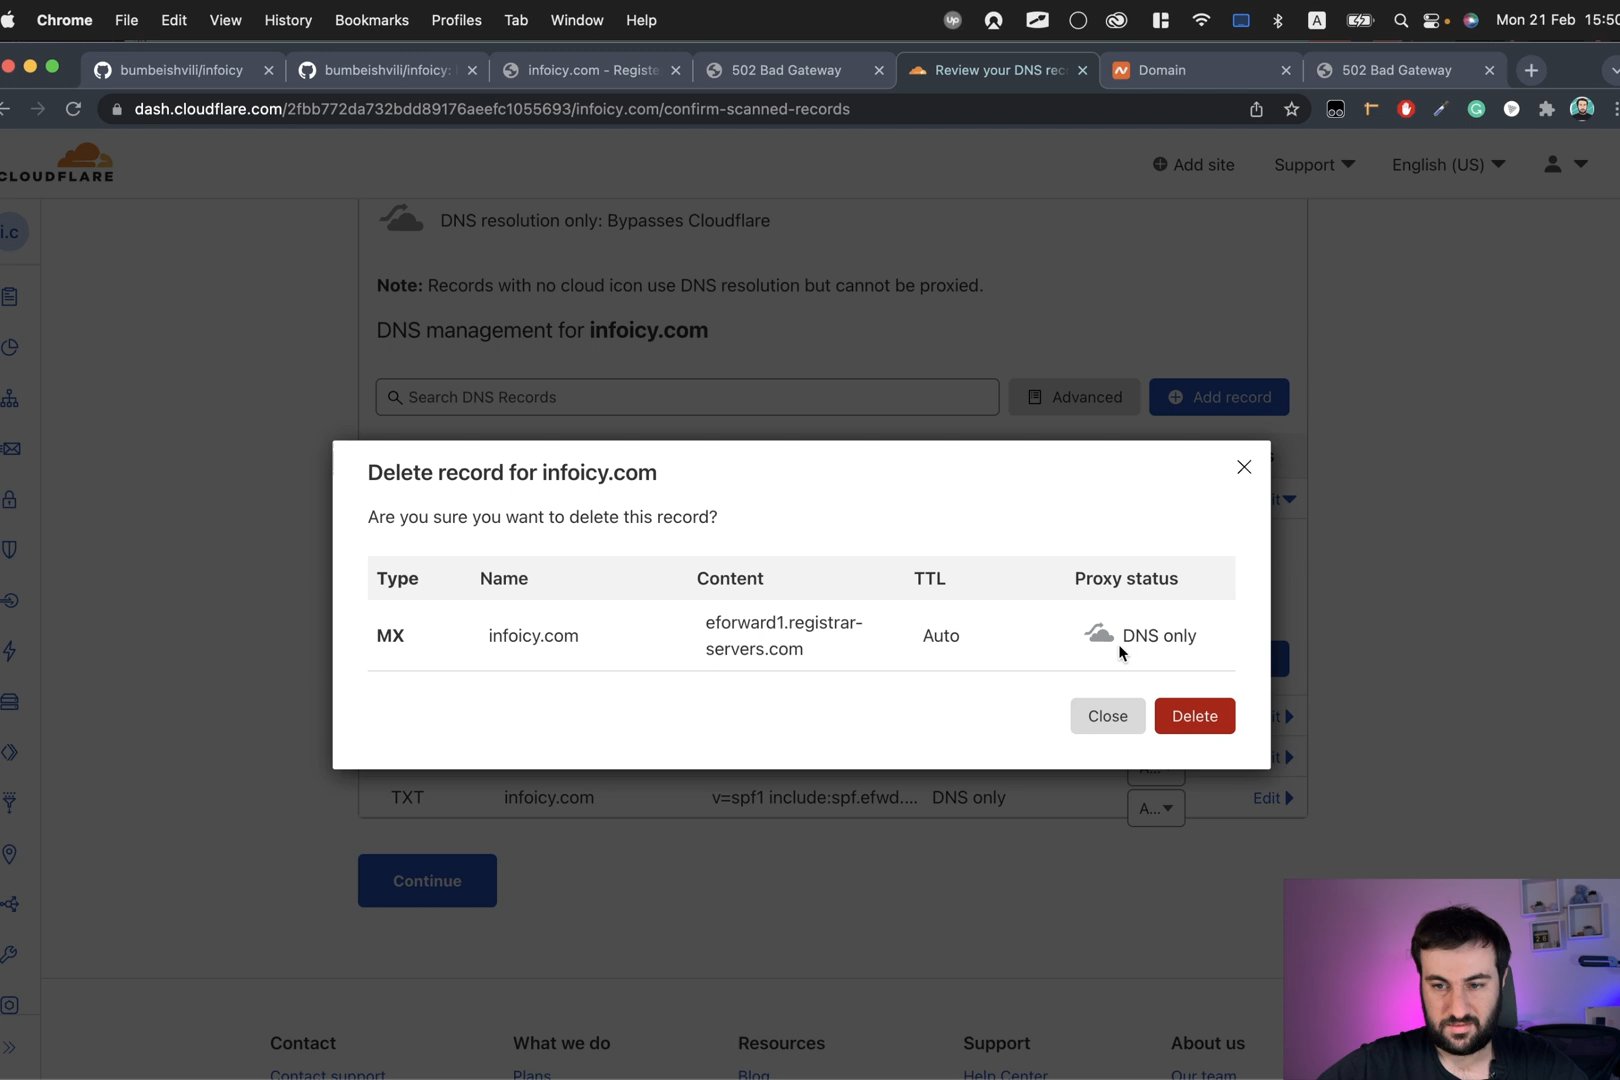 Chrome File Edit View History Bookmarks Profiles Tab Window Help Mon 21 Feb 15:50
bumbeishvili/infoicy bumbeishvili/infoicy: infoicy.com - Registe 502 Bad Gateway Review your DNS rec Domain 502 Bad Gateway
dash.cloudflare.com/2fbb772da732bdd89176aeefc1055693/infoicy.com/confirm-scanned-records
CLOUDFLARE
Add site Support English (US)
i.c
DNS resolution only: Bypasses Cloudflare
Note: Records with no cloud icon use DNS resolution but cannot be proxied.
DNS management for infoicy.com
Search DNS Records Advanced Add record
Delete record for infoicy.com
Are you sure you want to delete this record?
Type Name Content TTL Proxy status
MX infoicy.com eforward1.registrar-
servers.com Auto DNS only
Close Delete
TXT infoicy.com v=spf1 include:spf.efwd.... DNS only A... Edit
Continue
Contact What we do Resources Support About us
Contact support Plans Blog Help Center Our team